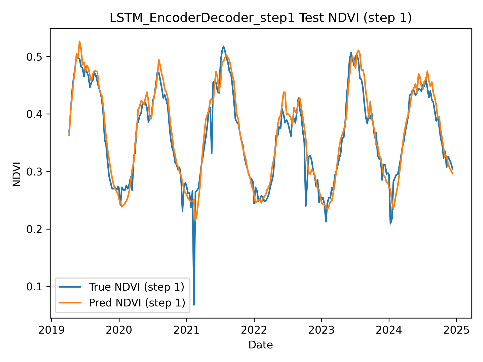 LSTM_EncoderDecoder_step1 Test NDVI (step 1)
NDVI
0.5
0.4
0.3
0.2
0.1
True NDVI (step 1)
Pred NDVI (step 1)
2019 2020 2021 2022 2023 2024 2025
Date